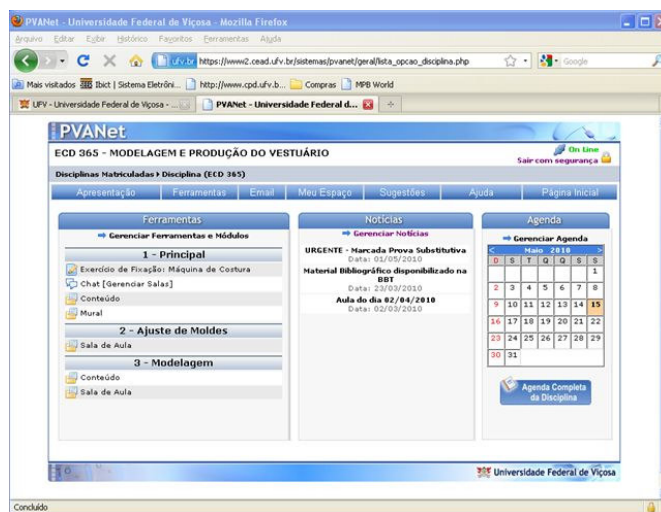 PVANet - Universidade Federal de Viçosa - Mozilla Firefox
Arquivo Editar Exibir Histórico Favoritos Ferramentas Ajuda
ufv.br https://www2.cead.ufv.br/sistemas/pvanet/geral/lista_opcao_disciplina.php
Google
Mais visitados Ibict | Sistema Eletrôni... http://www.cpd.ufv.b... Compras MPB World
UFV - Universidade Federal de Viçosa - ... PVANet - Universidade Federal d...
PVANet
ECD 365 - MODELAGEM E PRODUÇÃO DO VESTUÁRIO
On Line
Sair com segurança
Disciplinas Matriculadas Disciplina (ECD 365)
Apresentação Ferramentas Email Meu Espaço Sugestões Ajuda Página Inicial
Ferramentas
Gerenciar Ferramentas e Módulos
1 - Principal
Exercício de Fixação: Máquina de Costura
Chat [Gerenciar Salas]
Conteúdo
Mural
2 - Ajuste de Moldes
Sala de Aula
3 - Modelagem
Conteúdo
Sala de Aula
Notícias
Gerenciar Notícias
URGENTE - Marcada Prova Substitutiva
Data: 01/05/2010
Material Bibliográfico disponibilizado na
BBT
Data: 23/03/2010
Aula do dia 02/04/2010
Data: 02/03/2010
Agenda
Gerenciar Agenda
< Maio 2010 >
D S T Q Q S S
1
2 3 4 5 6 7 8
9 10 11 12 13 14 15
16 17 18 19 20 21 22
23 24 25 26 27 28 29
30 31
Agenda Completa
da Disciplina
Universidade Federal de Viçosa
Concluído